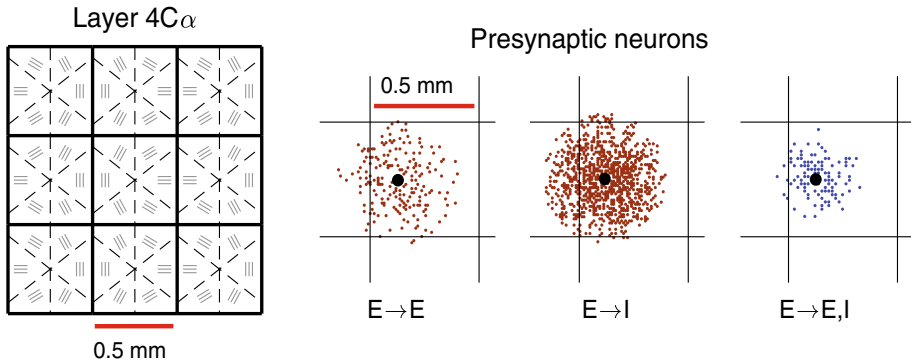 Layer 4Cα
0.5 mm
Presynaptic neurons
0.5 mm
E→E
E→I
E→E,I